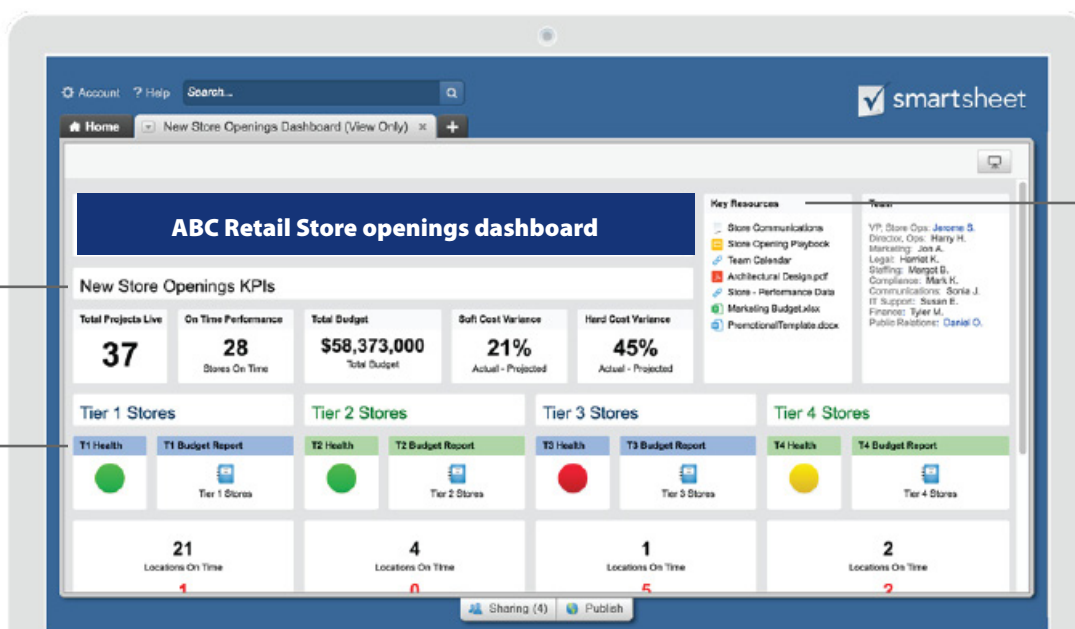 Account ? Help Search...
smartsheet
Home New Store Openings Dashboard (View Only) × +
ABC Retail Store openings dashboard
Key Resources
Store Communications
Store Opening Playbook
Team Calendar
Architectural Design.pdf
Store - Performance Data
Marketing Budget.xlsx
PromotionalTemplate.docx
Team
VP, Store Ops: Jerome S.
Director, Ops: Harry H.
Marketing: Jon A.
Legal: Harriet K.
Staffing: Margot B.
Compliance: Mark K.
Communications: Sonia J.
IT Support: Susan E.
Finance: Tyler M.
Public Relations: Daniel O.
New Store Openings KPIs
Total Projects Live
37
On Time Performance
28
Stores On Time
Total Budget
$58,373,000
Total Budget
Soft Cost Variance
21%
Actual - Projected
Hard Cost Variance
45%
Actual - Projected
Tier 1 Stores Tier 2 Stores Tier 3 Stores Tier 4 Stores
T1 Health T1 Budget Report T2 Health T2 Budget Report T3 Health T3 Budget Report T4 Health T4 Budget Report
Tier 1 Stores Tier 2 Stores Tier 3 Stores Tier 4 Stores
21 4 1 2
Locations On Time Locations On Time Locations On Time Locations On Time
1 0 5
Sharing (4) Publish